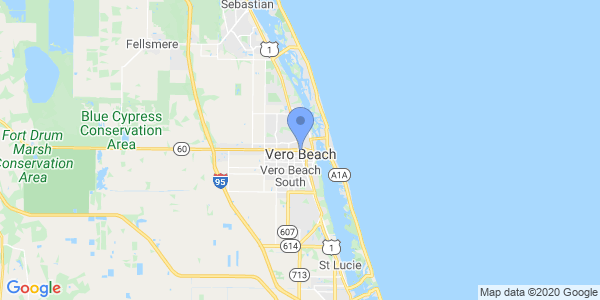 Sebastian
Fellsmere
1
Blue Cypress
Conservation
Area
Fort Drum
Marsh
Conservation
Area
60
Vero Beach
Vero Beach
South
A1A
95
607
614
1
713
St Lucie
Google
Map data ©2020 Google